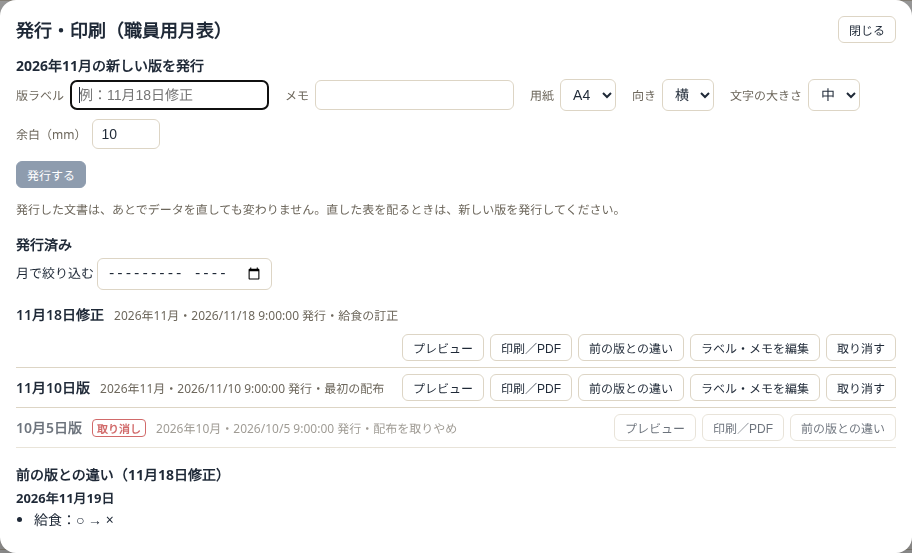 発行・印刷（職員用月表） 閉じる
2026年11月の新しい版を発行
版ラベル 例：11月18日修正 メモ 用紙 A4 向き 横 文字の大きさ 中
余白（mm） 10
発行する
発行した文書は、あとでデータを直しても変わりません。直した表を配るときは、新しい版を発行してください。
発行済み
月で絞り込む --------- ----
11月18日修正 2026年11月・2026/11/18 9:00:00 発行・給食の訂正
プレビュー 印刷／PDF 前の版との違い ラベル・メモを編集 取り消す
11月10日版 2026年11月・2026/11/10 9:00:00 発行・最初の配布 プレビュー 印刷／PDF 前の版との違い ラベル・メモを編集 取り消す
10月5日版 取り消し 2026年10月・2026/10/5 9:00:00 発行・配布を取りやめ プレビュー 印刷／PDF 前の版との違い
前の版との違い（11月18日修正）
2026年11月19日
• 給食：○ → ×